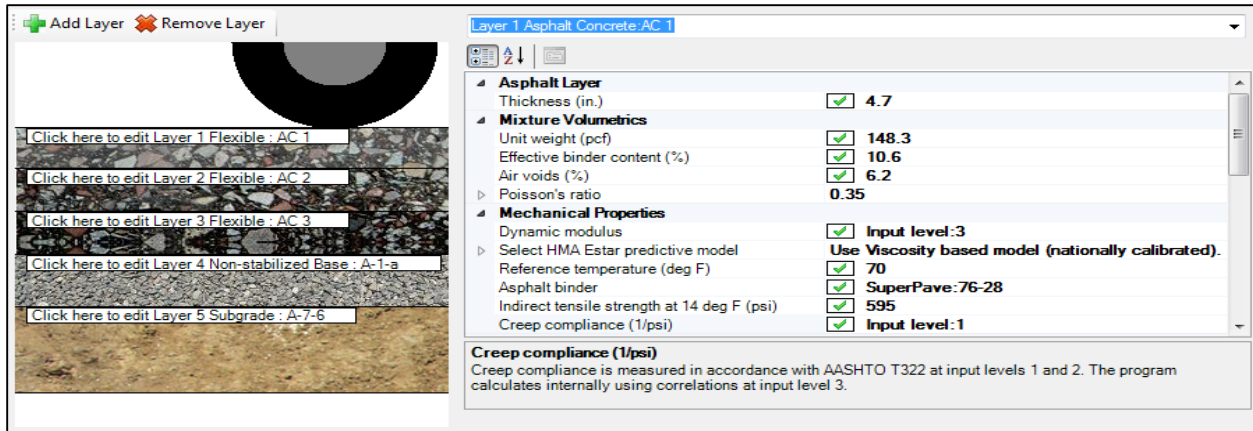 Add Layer Remove Layer
Click here to edit Layer 1 Flexible : AC 1
Click here to edit Layer 2 Flexible : AC 2
Click here to edit Layer 3 Flexible : AC 3
Click here to edit Layer 4 Non-stabilized Base : A-1-a
Click here to edit Layer 5 Subgrade : A-7-6
Layer 1 Asphalt Concrete:AC 1
Asphalt Layer
Thickness (in.) 4.7
Mixture Volumetrics
Unit weight (pcf) 148.3
Effective binder content (%) 10.6
Air voids (%) 6.2
Poisson's ratio 0.35
Mechanical Properties
Dynamic modulus Input level:3
Select HMA Estar predictive model Use Viscosity based model (nationally calibrated).
Reference temperature (deg F) 70
Asphalt binder SuperPave:76-28
Indirect tensile strength at 14 deg F (psi) 595
Creep compliance (1/psi) Input level:1
Creep compliance (1/psi)
Creep compliance is measured in accordance with AASHTO T322 at input levels 1 and 2. The program
calculates internally using correlations at input level 3.